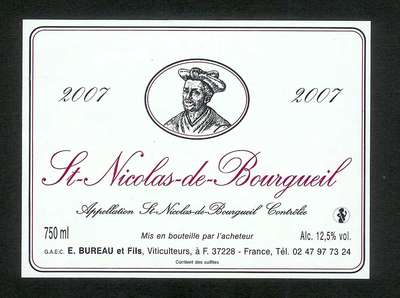 2007 2007
St-Nicolas-de-Bourgueil
Appellation St-Nicolas-de-Bourgueil Contrôlée
750 ml Mis en bouteille par l'acheteur Alc. 12,5% vol.
G.A.E.C. E. BUREAU et Fils, Viticulteurs, à F. 37228 - France, Tél. 02 47 97 73 24
Contient des sulfites